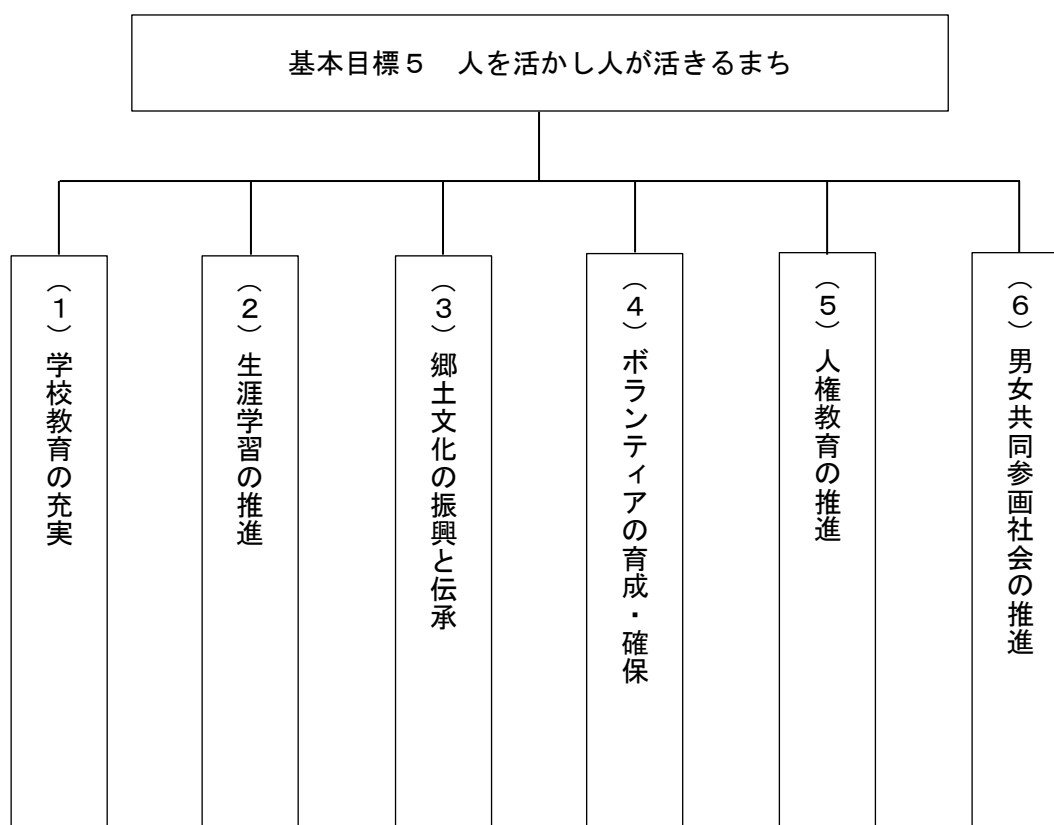 基本目標５　人を活かし人が活きるまち
（１）学校教育の充実
（２）生涯学習の推進
（３）郷土文化の振興と伝承
（４）ボランティアの育成・確保
（５）人権教育の推進
（６）男女共同参画社会の推進